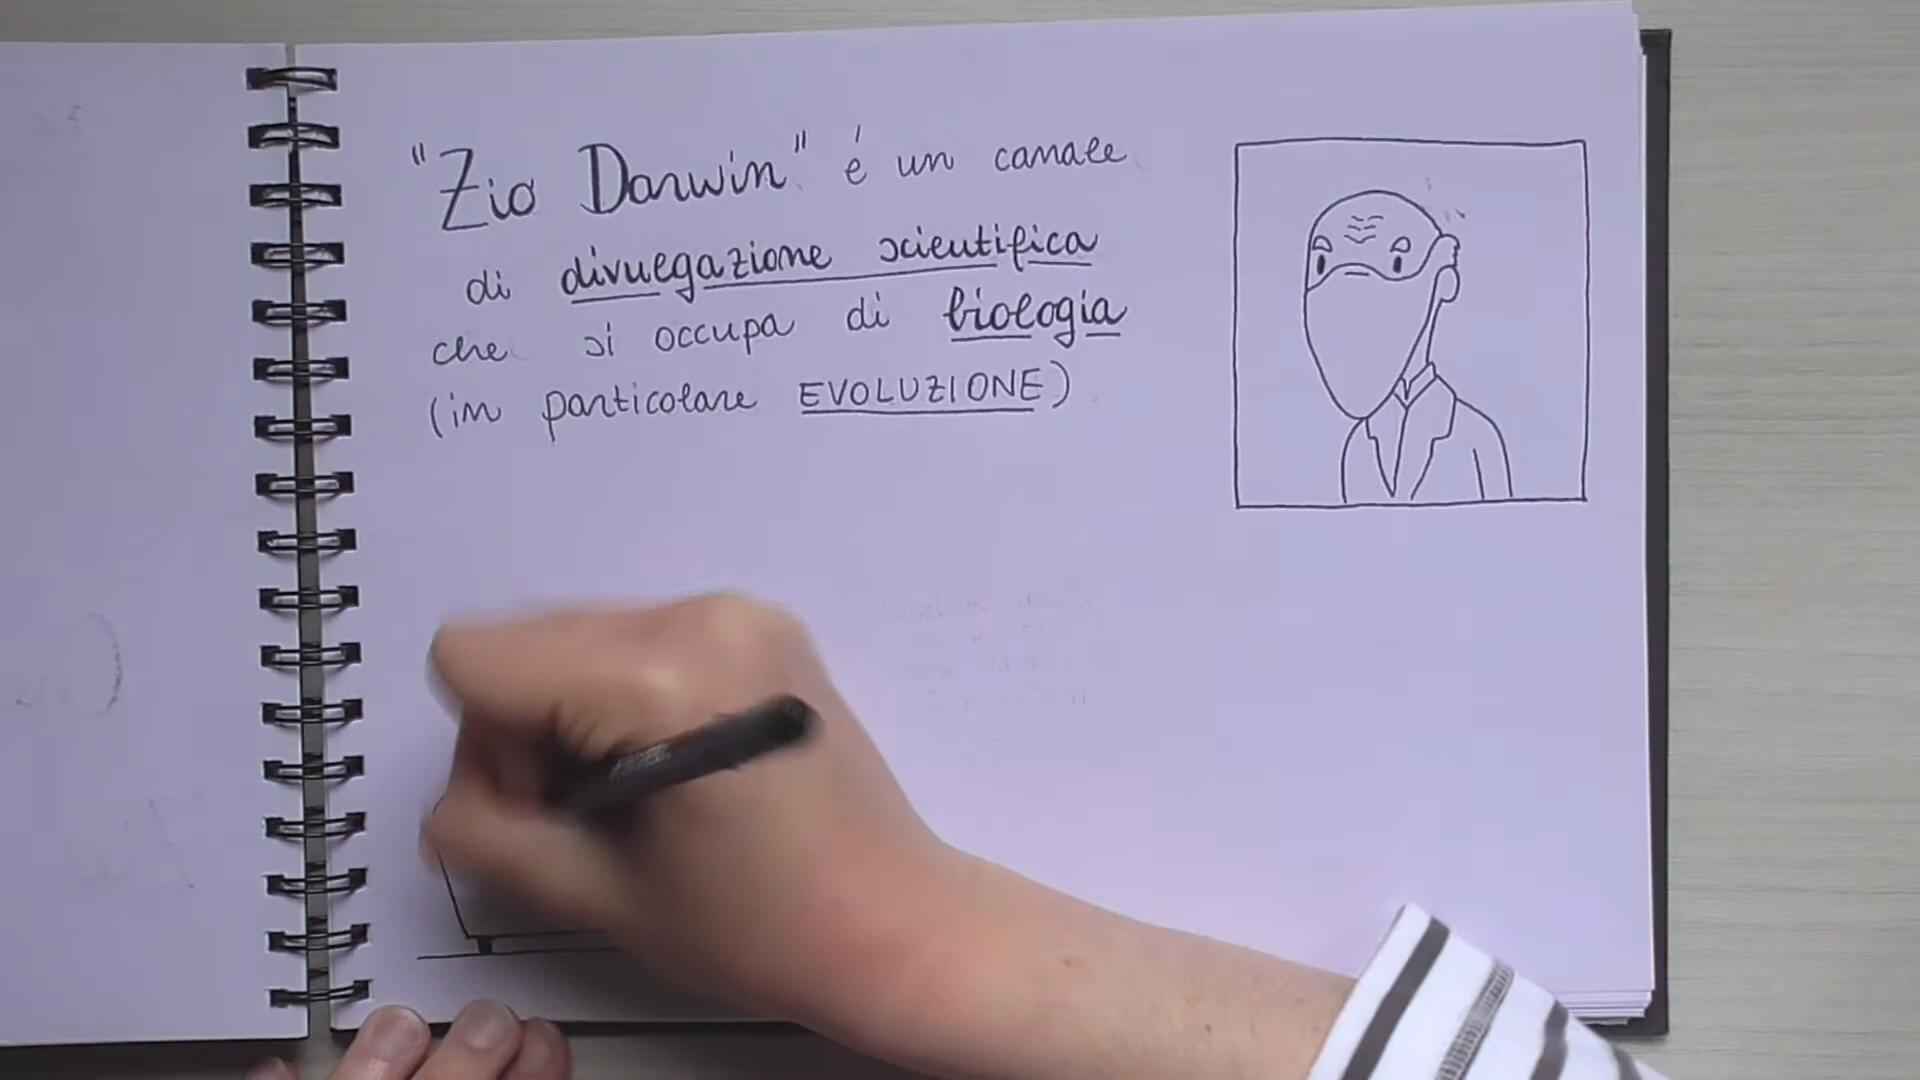 "Zio Darwin" é un canale
di divulgazione scientifica
che si occupa di biologia
(in particolare EVOLUZIONE)